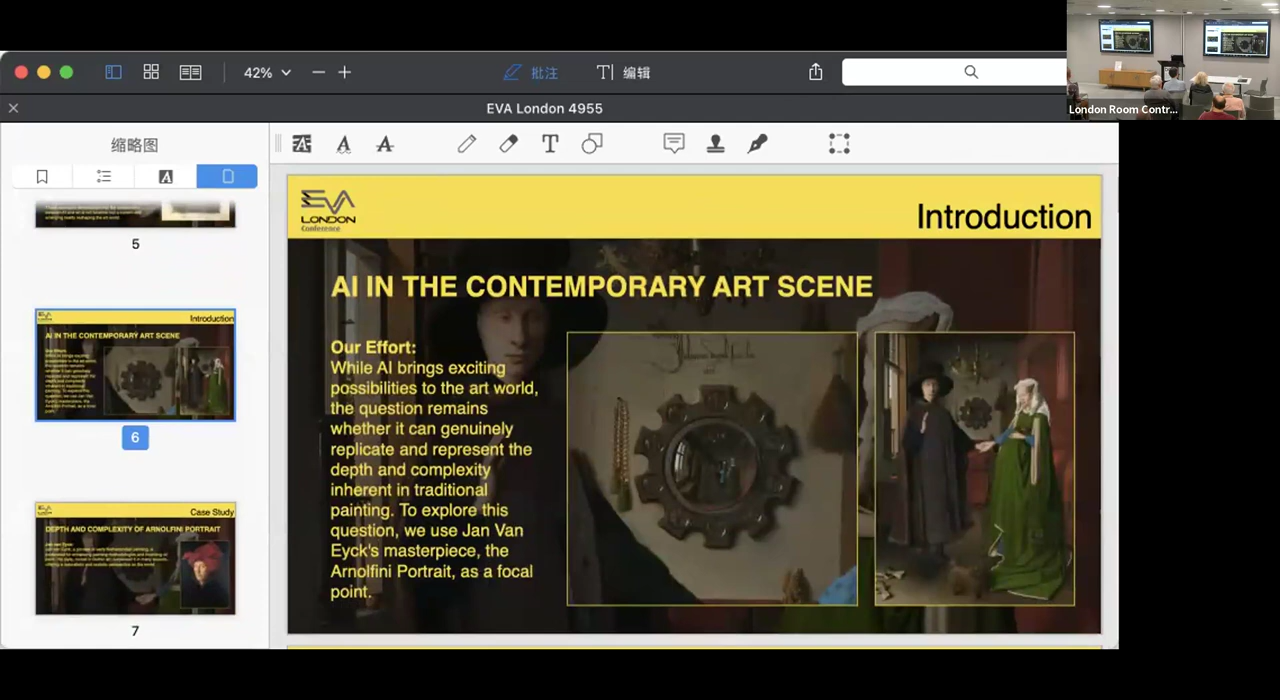 42%
批注
T| 编辑
London Room Contr...
EVA London 4955
缩略图
5
Introduction
AI IN THE CONTEMPORARY ART SCENE
6
Case Study
DEPTH AND COMPLEXITY OF ARNOLFINI PORTRAIT
7
EVA
LONDON
Conference
Introduction
AI IN THE CONTEMPORARY ART SCENE
Our Effort:
While AI brings exciting
possibilities to the art world,
the question remains
whether it can genuinely
replicate and represent the
depth and complexity
inherent in traditional
painting. To explore this
question, we use Jan Van
Eyck's masterpiece, the
Arnolfini Portrait, as a focal
point.